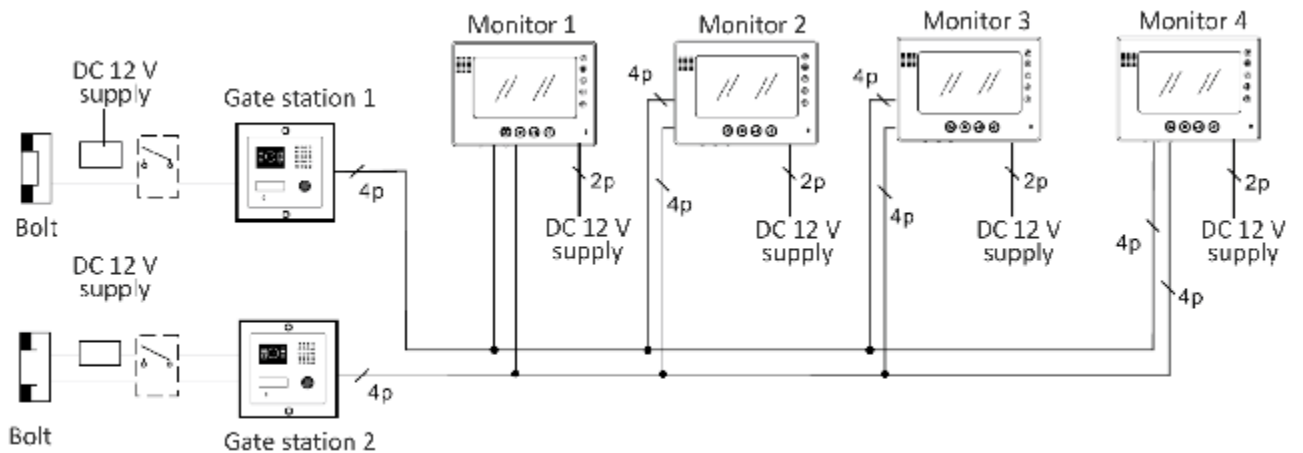 Monitor 1
Monitor 2
Monitor 3
Monitor 4
DC 12 V
supply
Gate station 1
4p
4p
4p
2p
4p
2p
4p
2p
2p
4p
4p
Bolt
DC 12 V
supply
DC 12 V
supply
DC 12 V
supply
DC 12 V
supply
DC 12 V
supply
4p
Bolt
Gate station 2